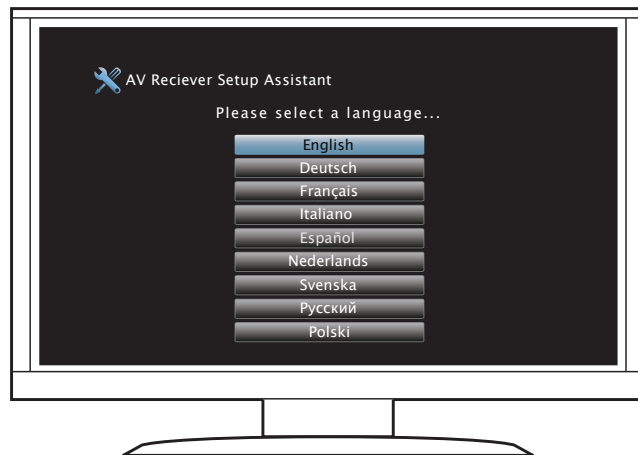 AV Reciever Setup Assistant
Please select a language...
English
Deutsch
Français
Italiano
Español
Nederlands
Svenska
Русский
Polski